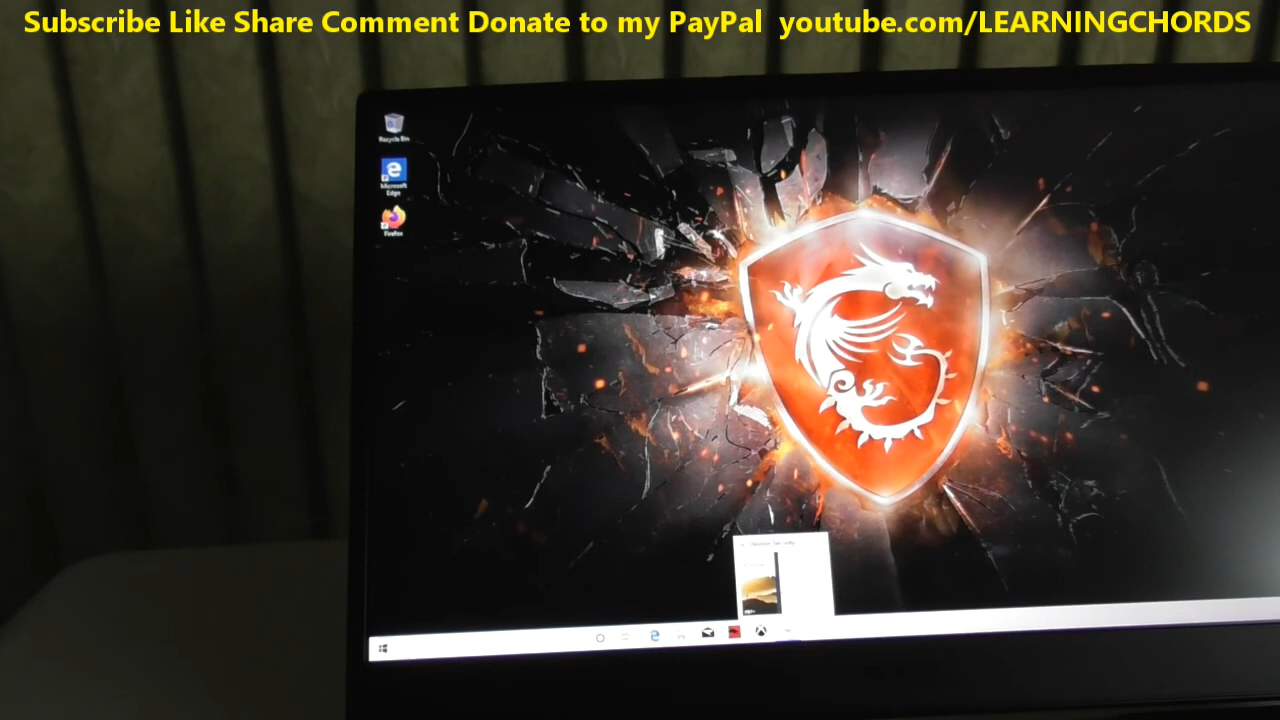 Subscribe Like Share Comment Donate to my PayPal youtube.com/LEARNINGCHORDS
Recycle Bin
Microsoft
Edge
Firefox